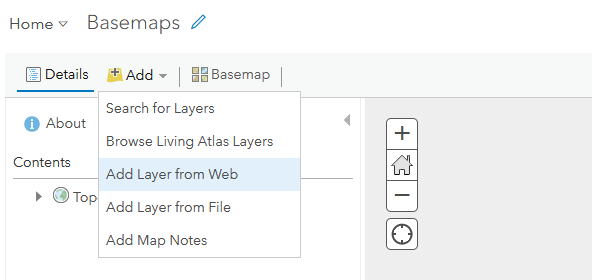 Home Basemaps
Details Add Basemap
About
Contents
Search for Layers
Browse Living Atlas Layers
Add Layer from Web
Add Layer from File
Add Map Notes
+
−